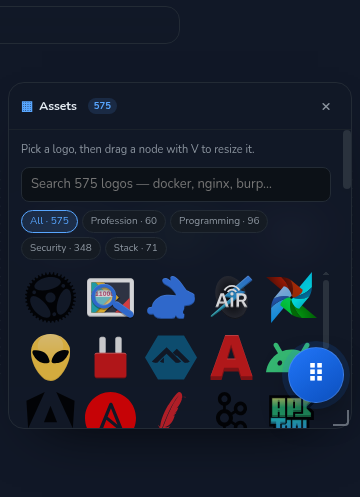 Assets 575
Pick a logo, then drag a node with V to resize it.
Search 575 logos — docker, nginx, burp...
All · 575 Profession · 60 Programming · 96
Security · 348 Stack · 71
AiR